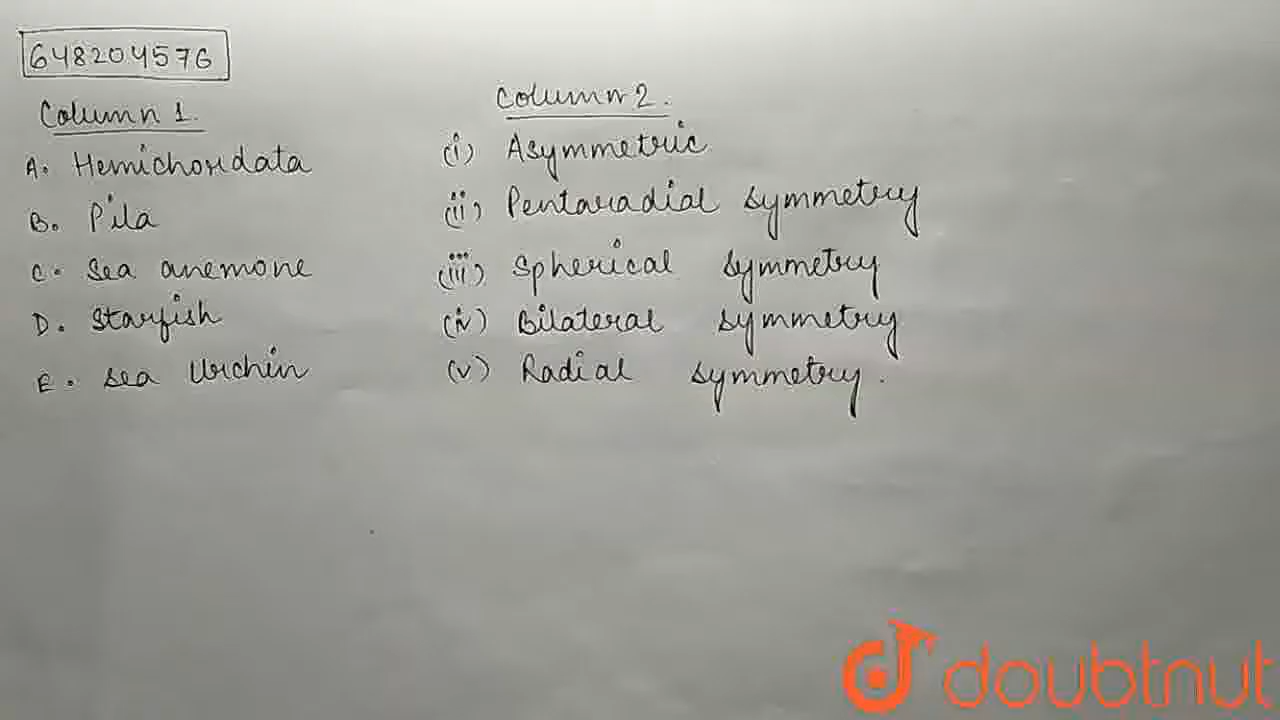 648204576
Column 1.
A. Hemichordata
B. Pila
C. Sea anemone
D. Starfish
E. Sea Urchin
Column 2.
(i) Asymmetric
(ii) Pentaradial symmetry
(iii) Spherical symmetry
(iv) Bilateral symmetry
(v) Radial symmetry.
doubtnut